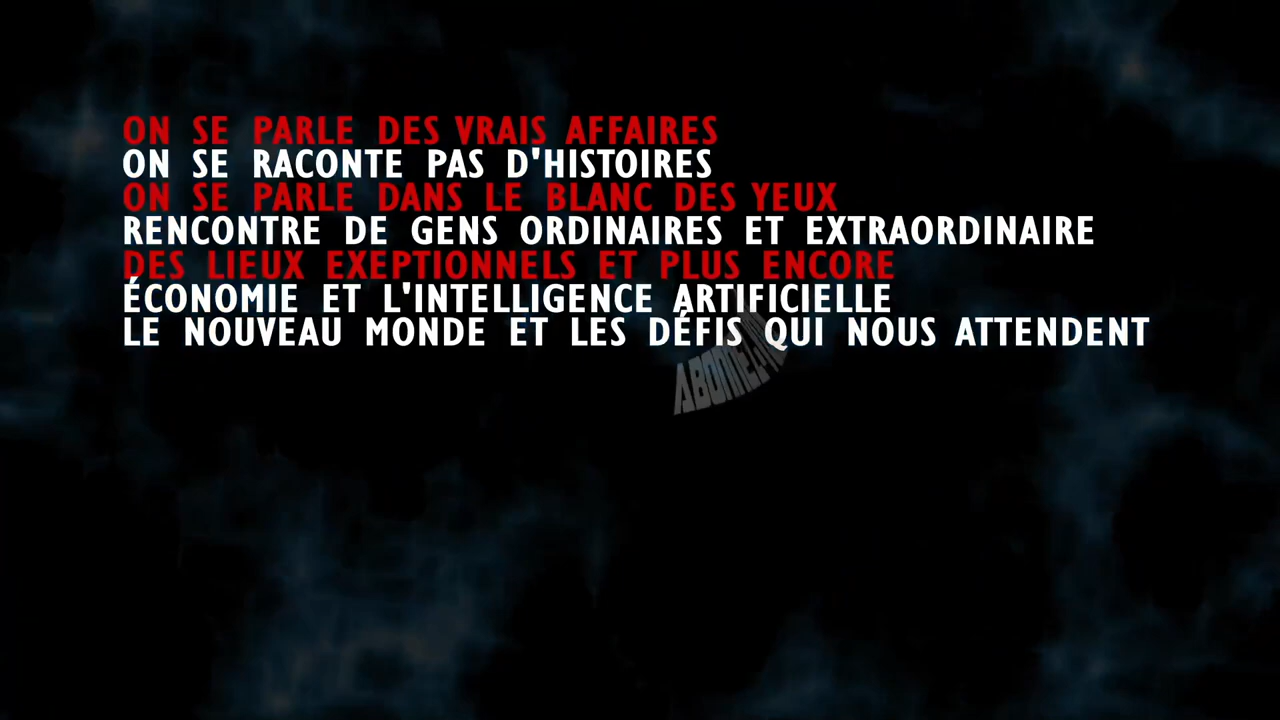 ON SE PARLE DES VRAIS AFFAIRES
ON SE RACONTE PAS D'HISTOIRES
ON SE PARLE DANS LE BLANC DES YEUX
RENCONTRE DE GENS ORDINAIRES ET EXTRAORDINAIRE
DES LIEUX EXEPTIONNELS ET PLUS ENCORE
ÉCONOMIE ET L'INTELLIGENCE ARTIFICIELLE
LE NOUVEAU MONDE ET LES DÉFIS QUI NOUS ATTENDENT